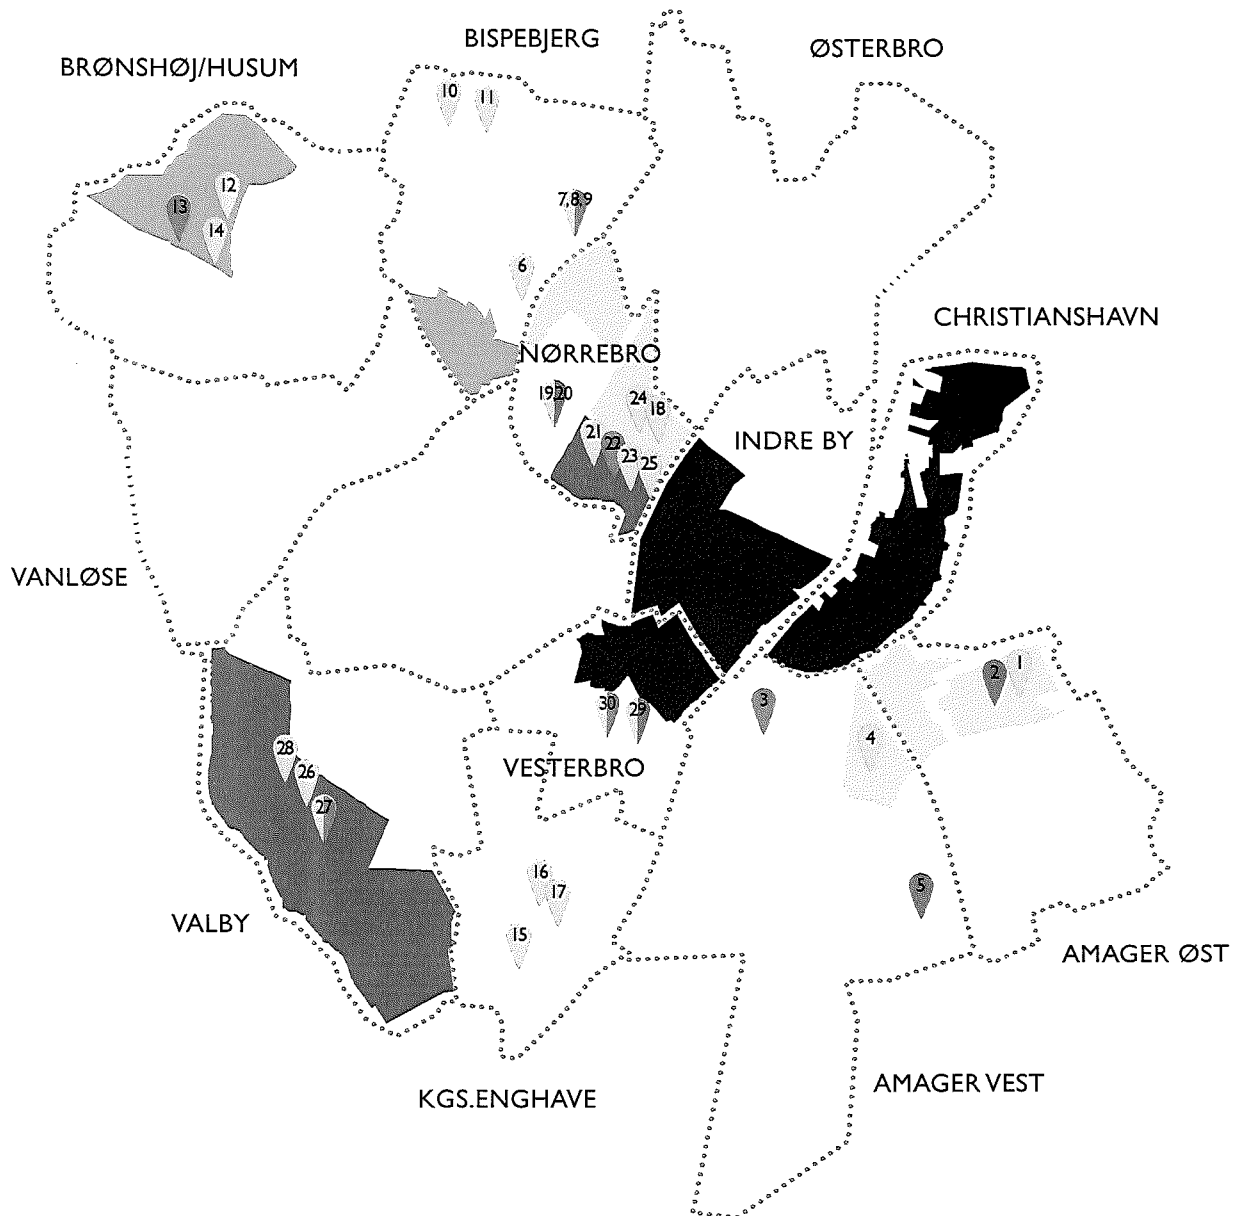 BISPEBJERG
ØSTERBRO
BRØNSHØJ/HUSUM
10
11
12
13
14
7,8,9
6
CHRISTIANSHAVN
NØRREBRO
19,20
24
18
21
22
23
25
INDRE BY
VANLØSE
1
2
3
30
29
4
28
26
27
VESTERBRO
16
17
5
15
VALBY
AMAGER ØST
KGS.ENGHAVE
AMAGER VEST